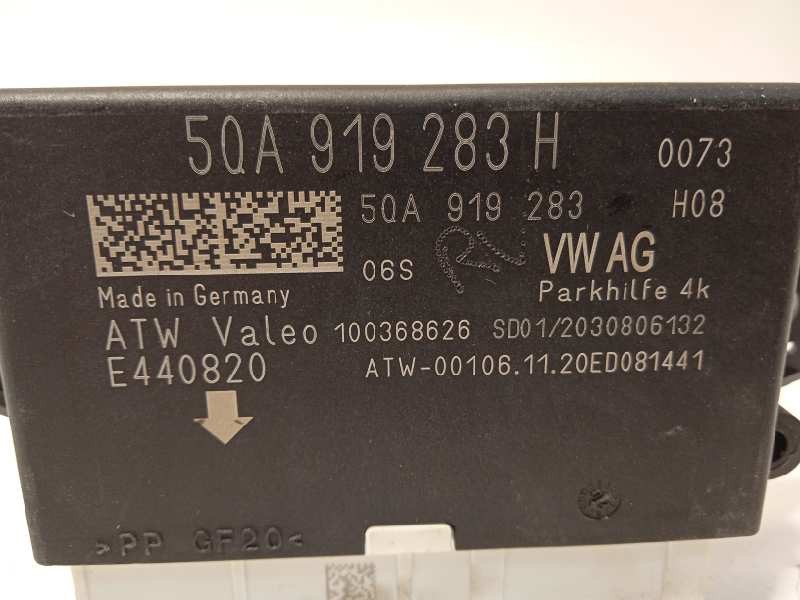 5QA 919 283 H 0073
5QA 919 283 H08
06S VW AG
Made in Germany Parkhilfe 4k
ATW Valeo 100368626 SD01/2030806132
E440820 ATW-00106.11.20ED081441
>PP GF20<